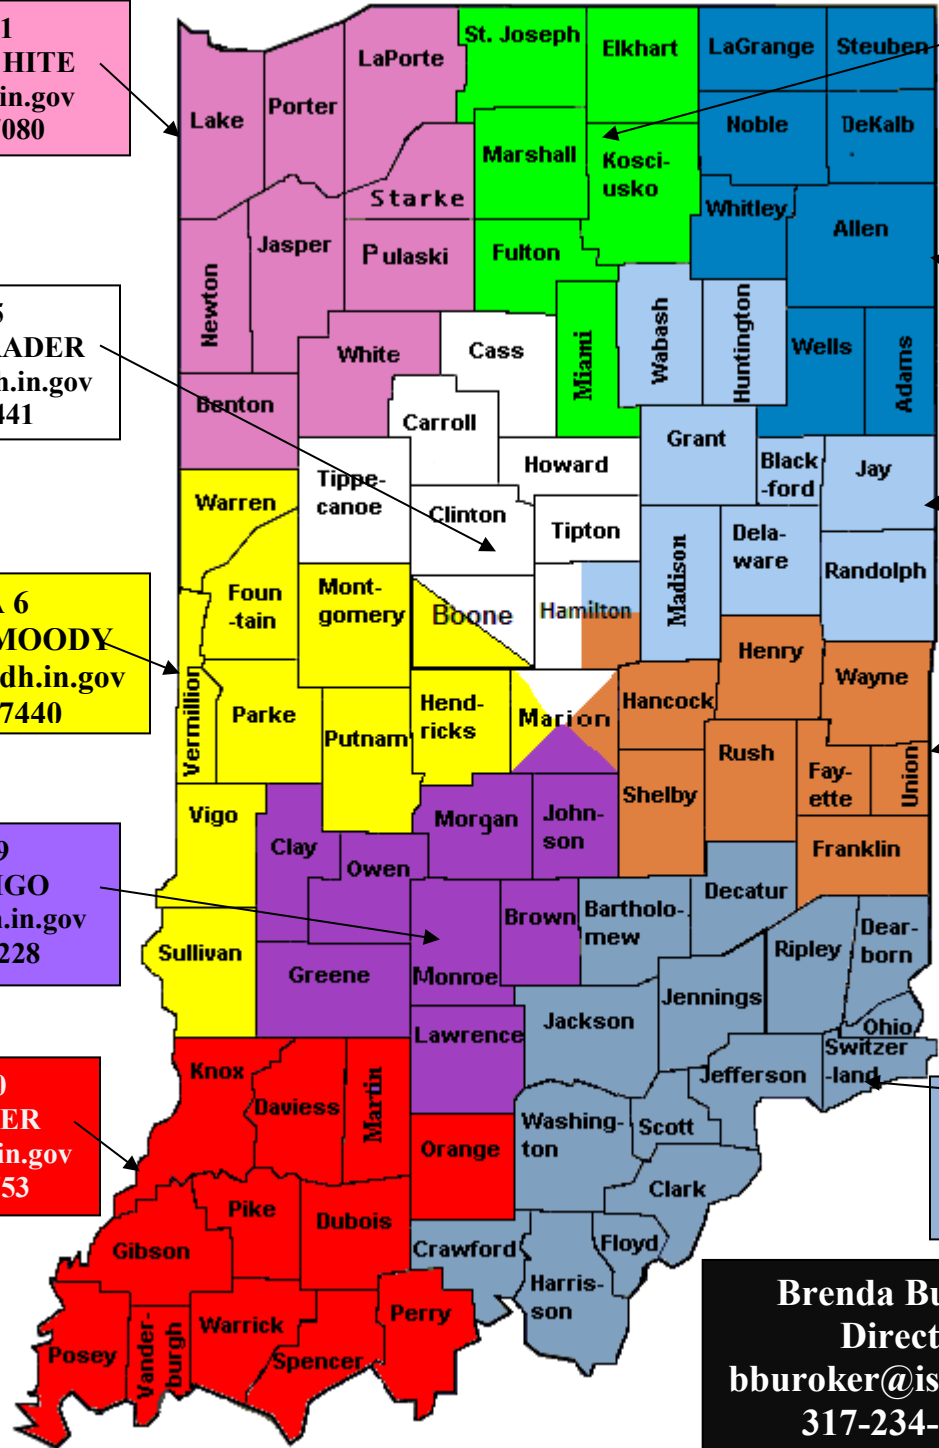 1
HITE
in.gov
080
5
RADER
h.in.gov
441
A 6
MOODY
dh.in.gov
7440
9
IGO
h.in.gov
228
0
ER
in.gov
53
St. Joseph
Elkhart
LaGrange
Steuben
LaPorte
Lake
Porter
Noble
DeKalb
Marshall
Kosci-
usko
Starke
Whitley
Allen
Jasper
Pulaski
Fulton
Newton
White
Cass
Miami
Wabash
Huntington
Wells
Adams
Benton
Carroll
Grant
Howard
Black
-ford
Jay
Warren
Tippe-
canoe
Clinton
Tipton
Madison
Dela-
ware
Randolph
Foun
-tain
Mont-
gomery
Boone
Hamilton
Henry
Wayne
Vermillion
Parke
Putnam
Hend-
ricks
Marion
Hancock
Rush
Fay-
ette
Union
Shelby
Vigo
Clay
Owen
Morgan
John-
son
Franklin
Decatur
Sullivan
Greene
Monroe
Brown
Bartholo-
mew
Ripley
Dear-
born
Jennings
Jackson
Lawrence
Ohio
Switzer
-land
Jefferson
Knox
Daviess
Martin
Orange
Washing-
ton
Scott
Clark
Pike
Dubois
Gibson
Crawford
Floyd
Harris-
son
Perry
Posey
Vander-
burgh
Warrick
Spencer
Brenda Bu
Direct
bburoker@is
317-234-